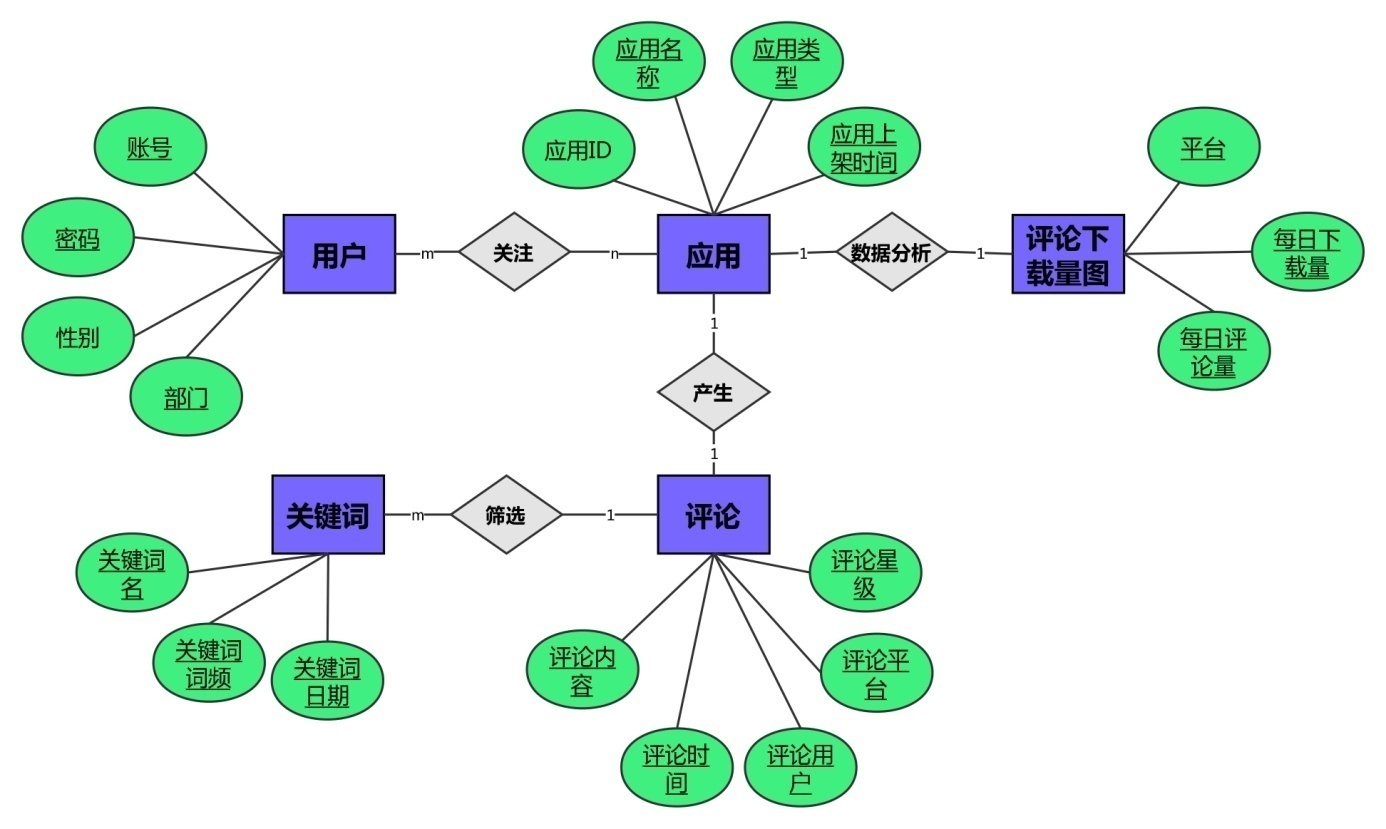 应用名
称
应用类
型
账号
应用ID
应用上
架时间
平台
密码
用户
m
关注
n
应用
1
数据分析
1
评论下
载量图
每日下
载量
性别
部门
每日评
论量
1
产生
1
关键词
m
筛选
1
评论
关键词
名
关键词
词频
关键词
日期
评论星
级
评论内
容
评论平
台
评论时
间
评论用
户